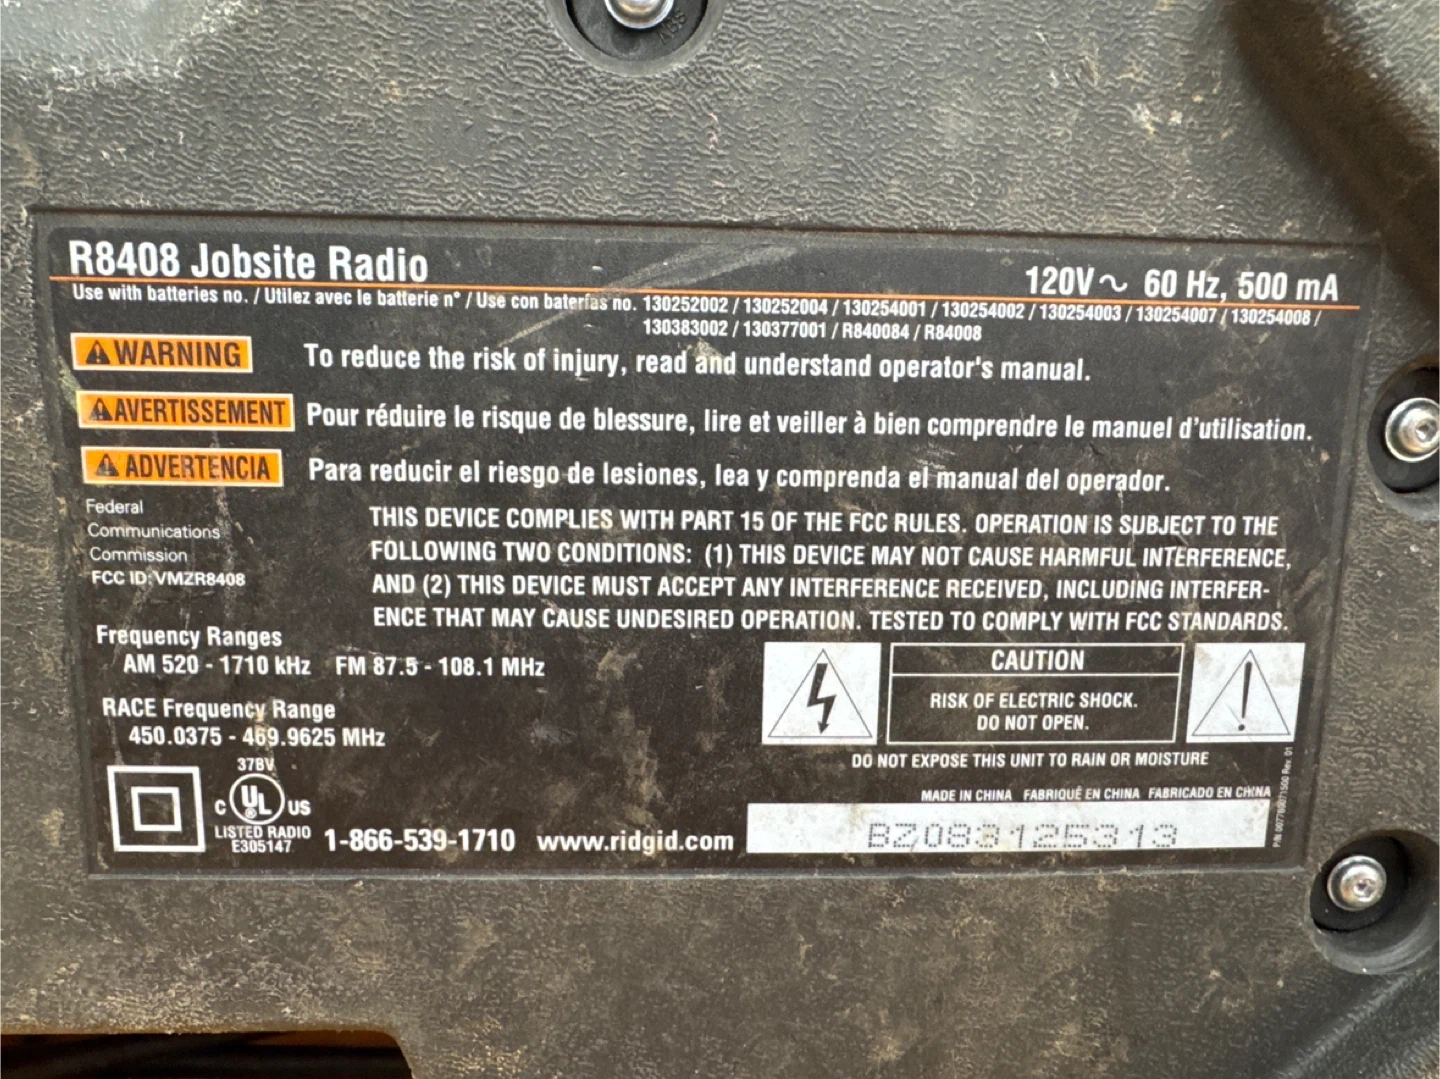 R8408 Jobsite Radio
120V ~ 60 Hz, 500 mA
Use with batteries no. / Utilez avec le batterie n° / Use con baterías no. 130252002 / 130252004 / 130254001 / 130254002 / 130254003 / 130254007 / 130254008 /
130383002 / 130377001 / R840084 / R84008
WARNING To reduce the risk of injury, read and understand operator's manual.
AVERTISSEMENT Pour réduire le risque de blessure, lire et veiller à bien comprendre le manuel d'utilisation.
ADVERTENCIA Para reducir el riesgo de lesiones, lea y comprenda el manual del operador.
Federal
Communications
Commission
FCC ID:VMZR8408
THIS DEVICE COMPLIES WITH PART 15 OF THE FCC RULES. OPERATION IS SUBJECT TO THE
FOLLOWING TWO CONDITIONS: (1) THIS DEVICE MAY NOT CAUSE HARMFUL INTERFERENCE,
AND (2) THIS DEVICE MUST ACCEPT ANY INTERFERENCE RECEIVED, INCLUDING INTERFER-
ENCE THAT MAY CAUSE UNDESIRED OPERATION. TESTED TO COMPLY WITH FCC STANDARDS.
Frequency Ranges
AM 520 - 1710 kHz FM 87.5 - 108.1 MHz
RACE Frequency Range
450.0375 - 469.9625 MHz
CAUTION
RISK OF ELECTRIC SHOCK.
DO NOT OPEN.
DO NOT EXPOSE THIS UNIT TO RAIN OR MOISTURE
MADE IN CHINA FABRIQUÉ EN CHINA FABRICADO EN CHINA
37BV
C UL ® US
LISTED RADIO
E305147
1-866-539-1710 www.ridgid.com
BZ083125313